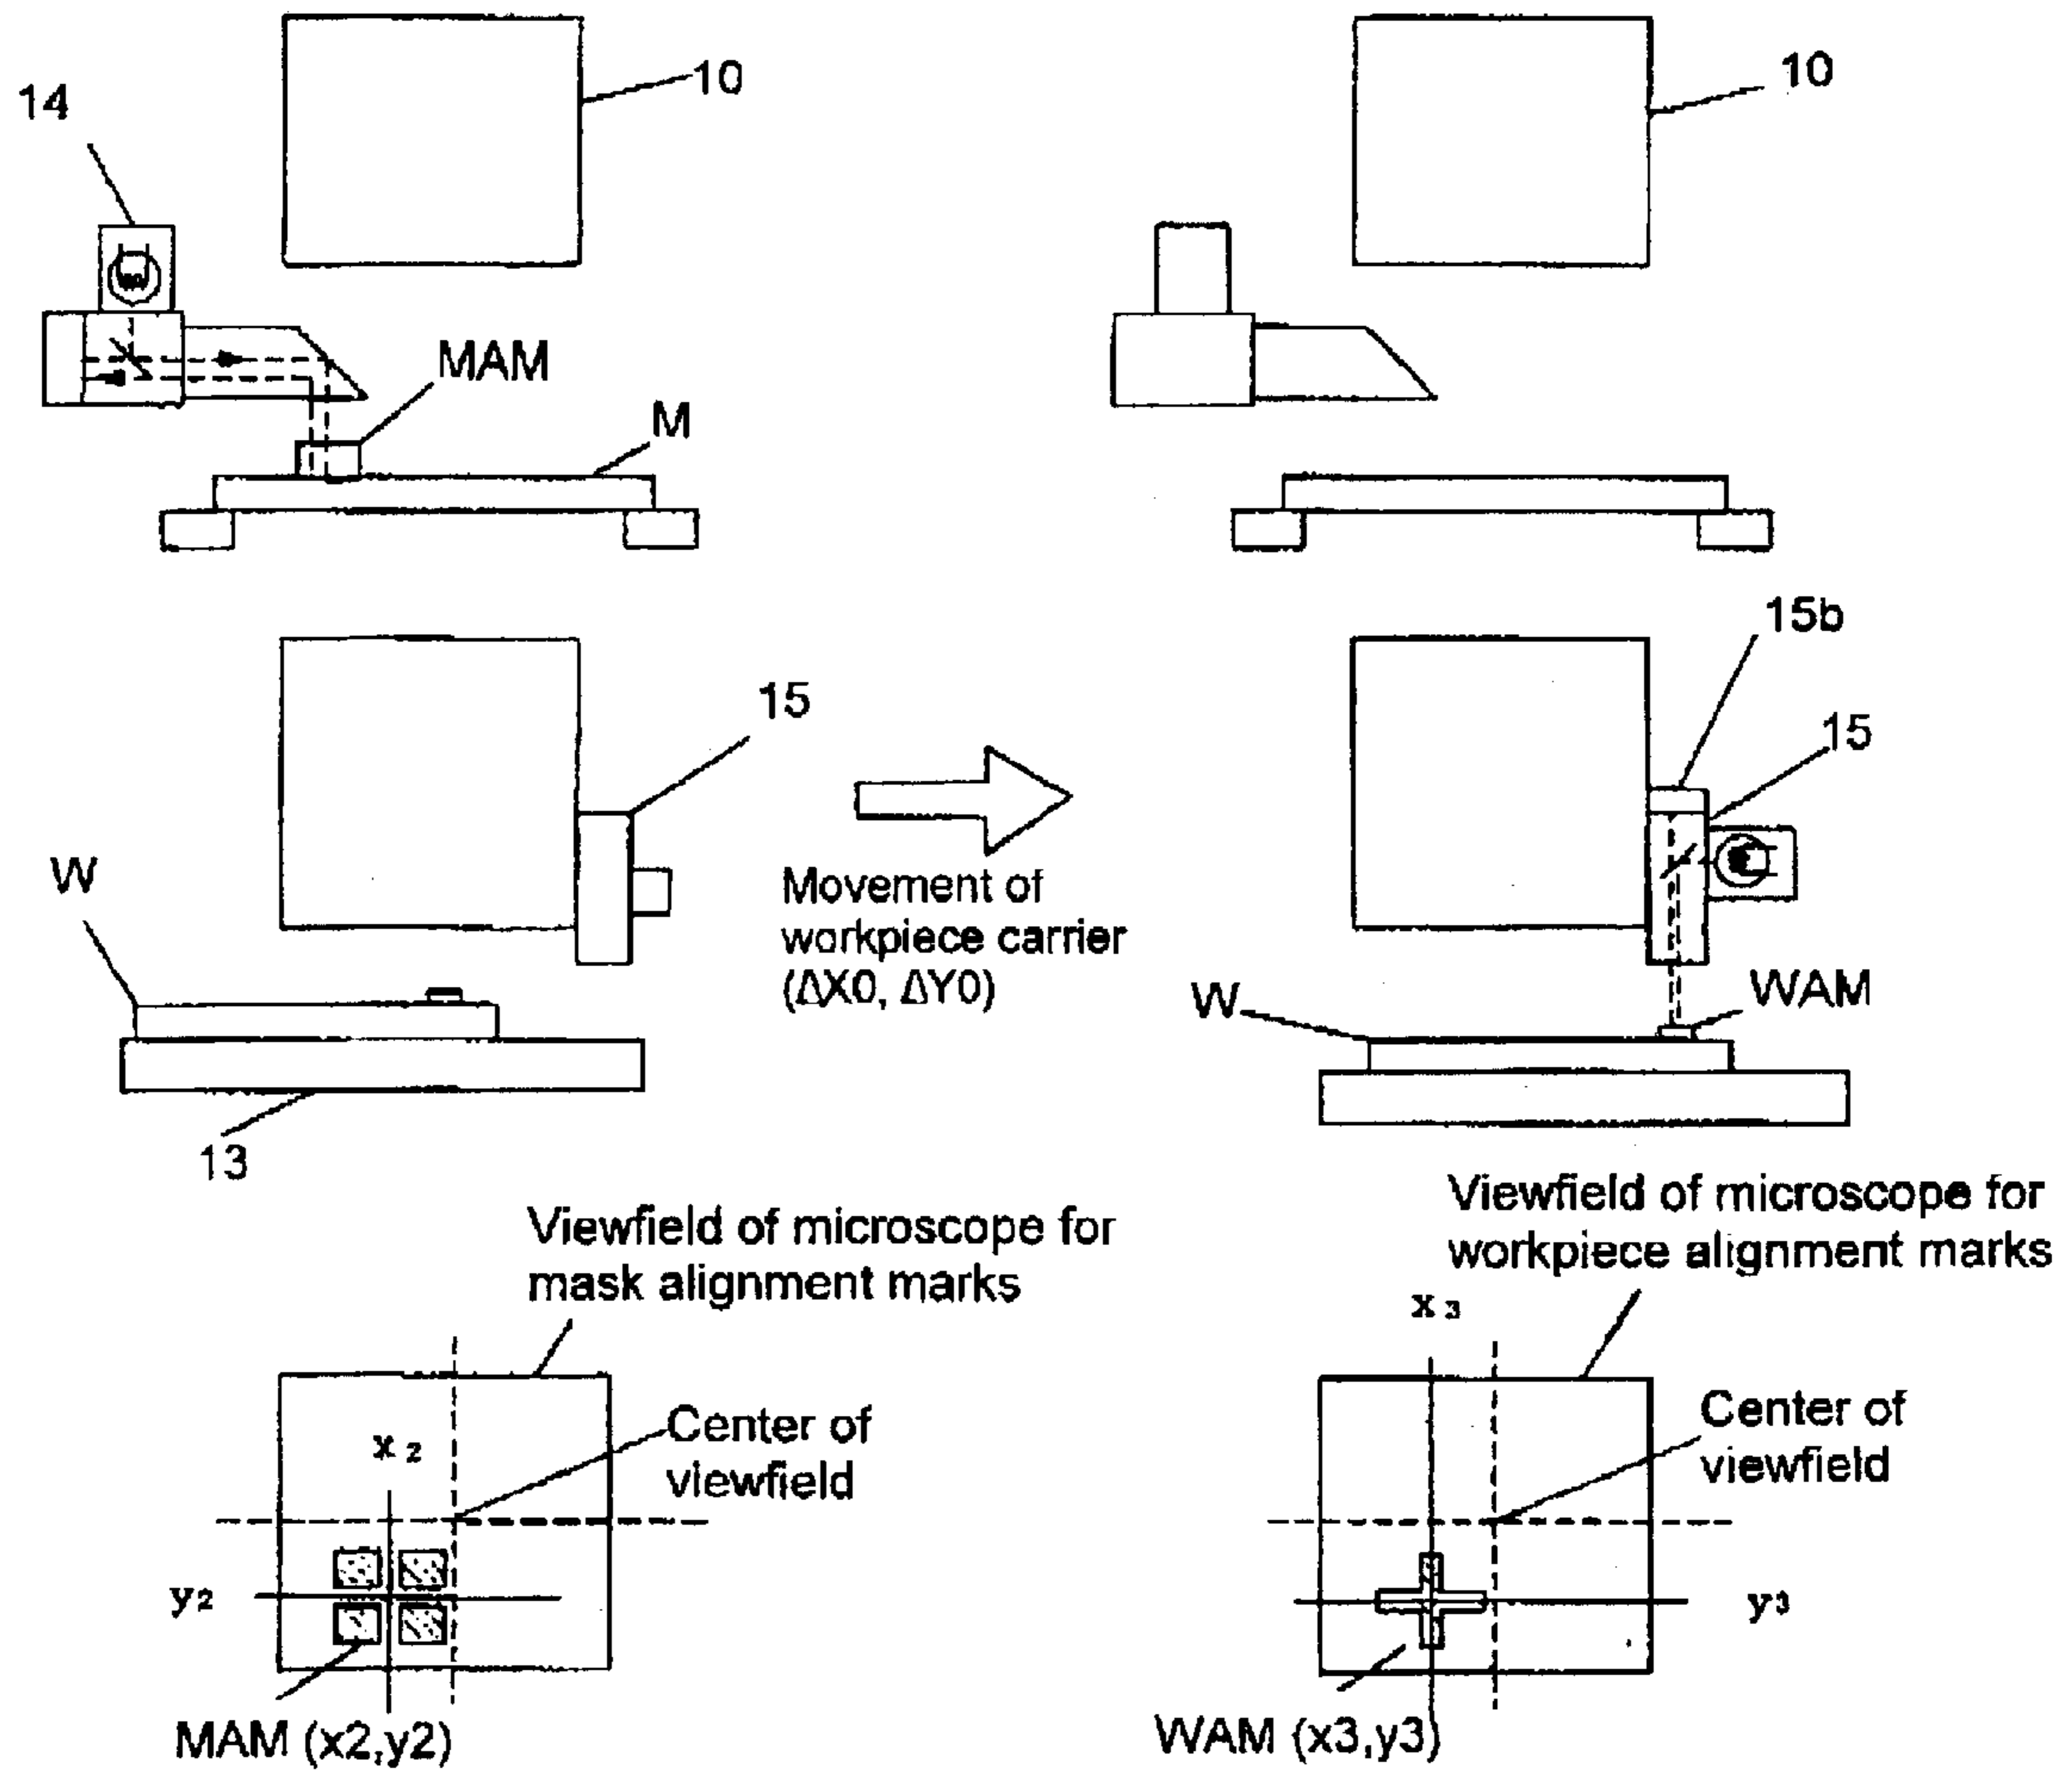 10
10
14
MAM
M
15b
15
15
W
Movement of
workpiece carrier
(ΔX0, ΔY0)
W
WAM
13
Viewfield of microscope for
mask alignment marks
Viewfield of microscope for
workpiece alignment marks
x 3
Center of
viewfield
Center of
viewfield
x 2
y2
y3
MAM (x2,y2)
WAM (x3,y3)